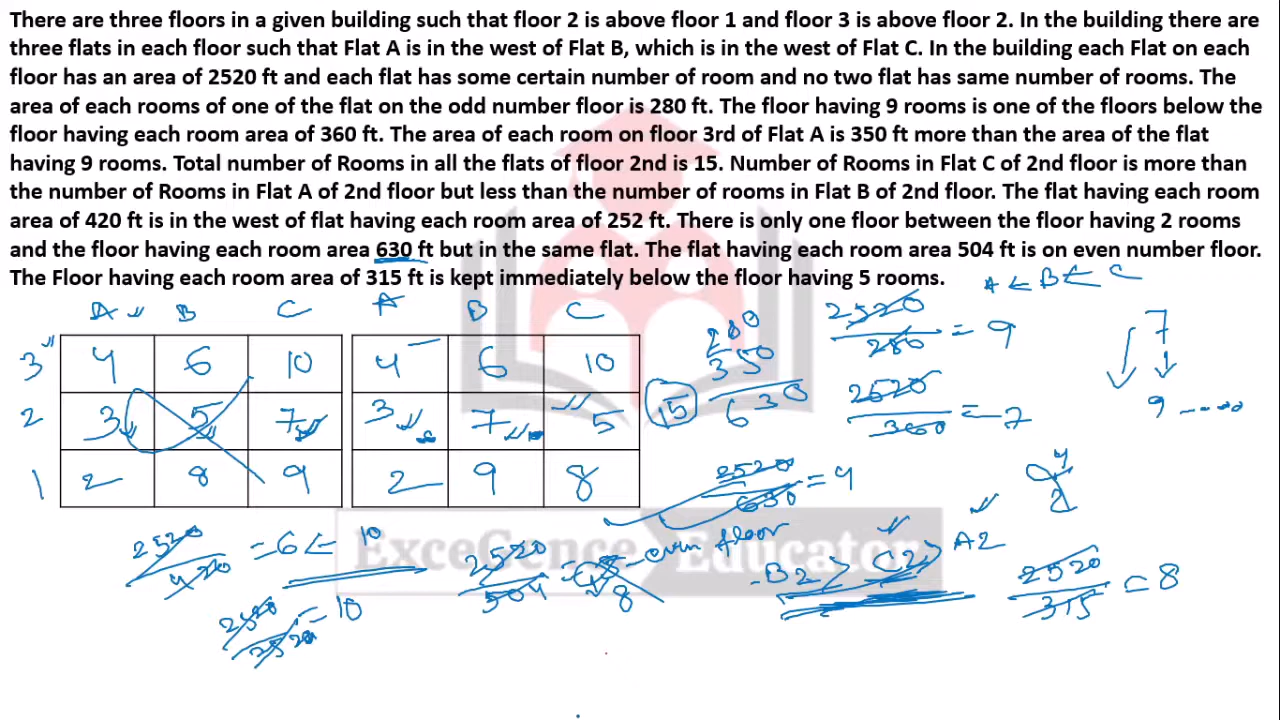 There are three floors in a given building such that floor 2 is above floor 1 and floor 3 is above floor 2. In the building there are
three flats in each floor such that Flat A is in the west of Flat B, which is in the west of Flat C. In the building each Flat on each
floor has an area of 2520 ft and each flat has some certain number of room and no two flat has same number of rooms. The
area of each rooms of one of the flat on the odd number floor is 280 ft. The floor having 9 rooms is one of the floors below the
floor having each room area of 360 ft. The area of each room on floor 3rd of Flat A is 350 ft more than the area of the flat
having 9 rooms. Total number of Rooms in all the flats of floor 2nd is 15. Number of Rooms in Flat C of 2nd floor is more than
the number of Rooms in Flat A of 2nd floor but less than the number of rooms in Flat B of 2nd floor. The flat having each room
area of 420 ft is in the west of flat having each room area of 252 ft. There is only one floor between the floor having 2 rooms
and the floor having each room area 630 ft but in the same flat. The flat having each room area 504 ft is on even number floor.
The Floor having each room area of 315 ft is kept immediately below the floor having 5 rooms.
A ← B ← C
A B C A B C
3 4 6 10 4 6 10
2 3 5 7 3 7 5
1 2 8 9 2 9 8
280
350
630
15
2520
280 = 9
2520
360 = 7
7
9
2520
630 = 4
4
2
2520
420 = 6 ← 10
2520
= 10
2520
504
even floor
8
B2 > C2 > A2
2520
315 = 8
ExceGence Educator